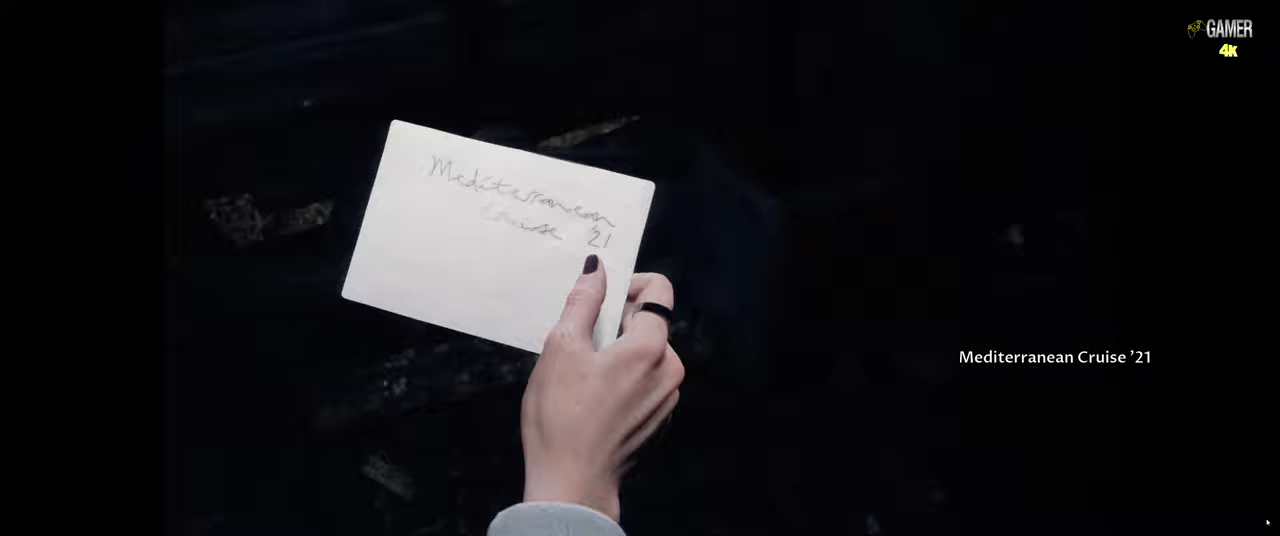 GAMER
4K
Mediterranean
Cruise '21
Mediterranean Cruise ’21